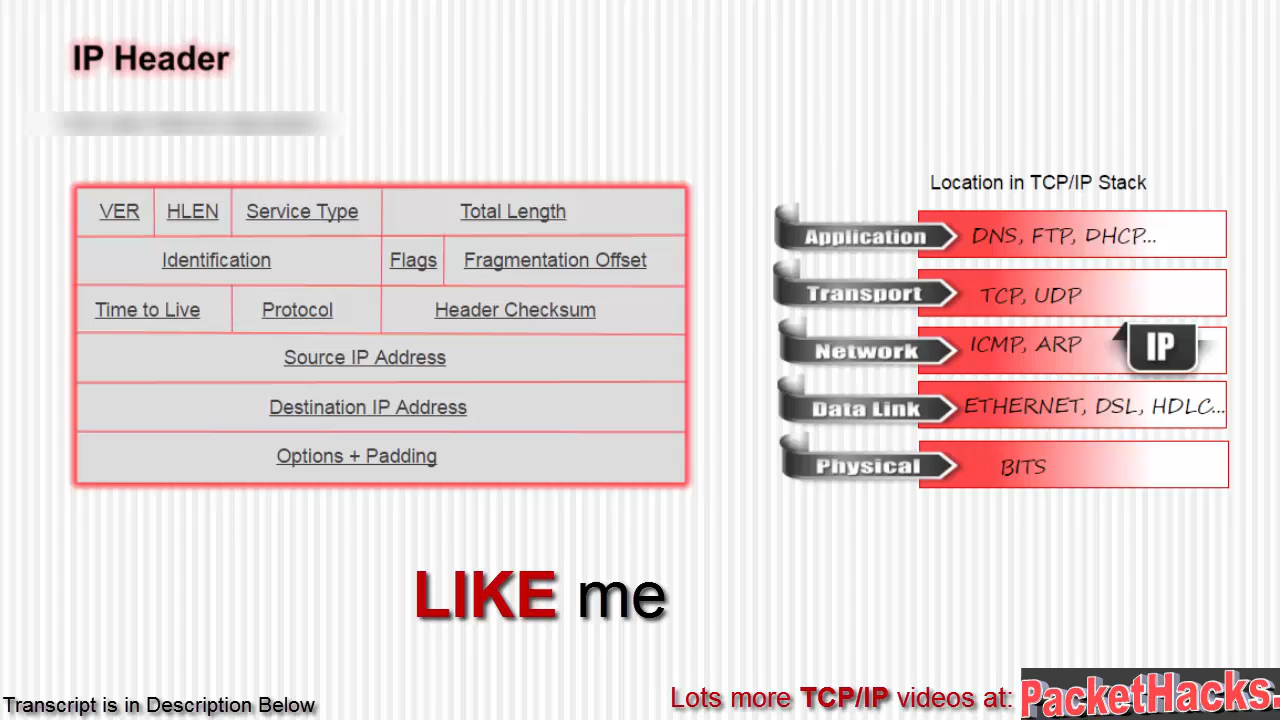 IP Header
VER HLEN Service Type Total Length
Identification Flags Fragmentation Offset
Time to Live Protocol Header Checksum
Source IP Address
Destination IP Address
Options + Padding
Location in TCP/IP Stack
Application DNS, FTP, DHCP...
Transport TCP, UDP
Network ICMP, ARP IP
Data Link ETHERNET, DSL, HDLC...
Physical BITS
LIKE me
Transcript is in Description Below
Lots more TCP/IP videos at: PacketHacks.